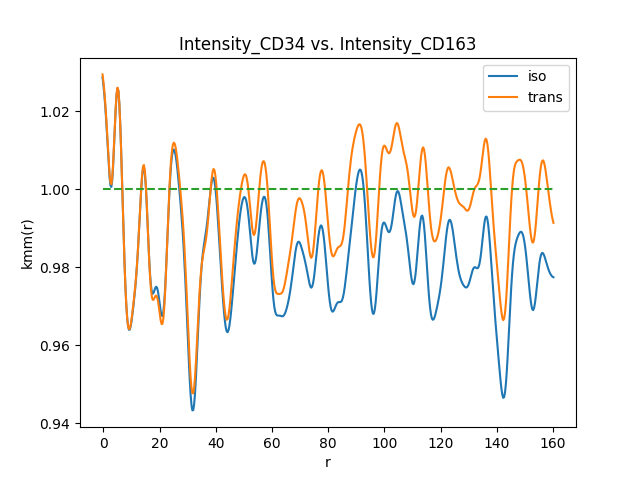 Intensity_CD34 vs. Intensity_CD163
iso
trans
kmm(r)
1.02
1.00
0.98
0.96
0.94
0 20 40 60 80 100 120 140 160
r